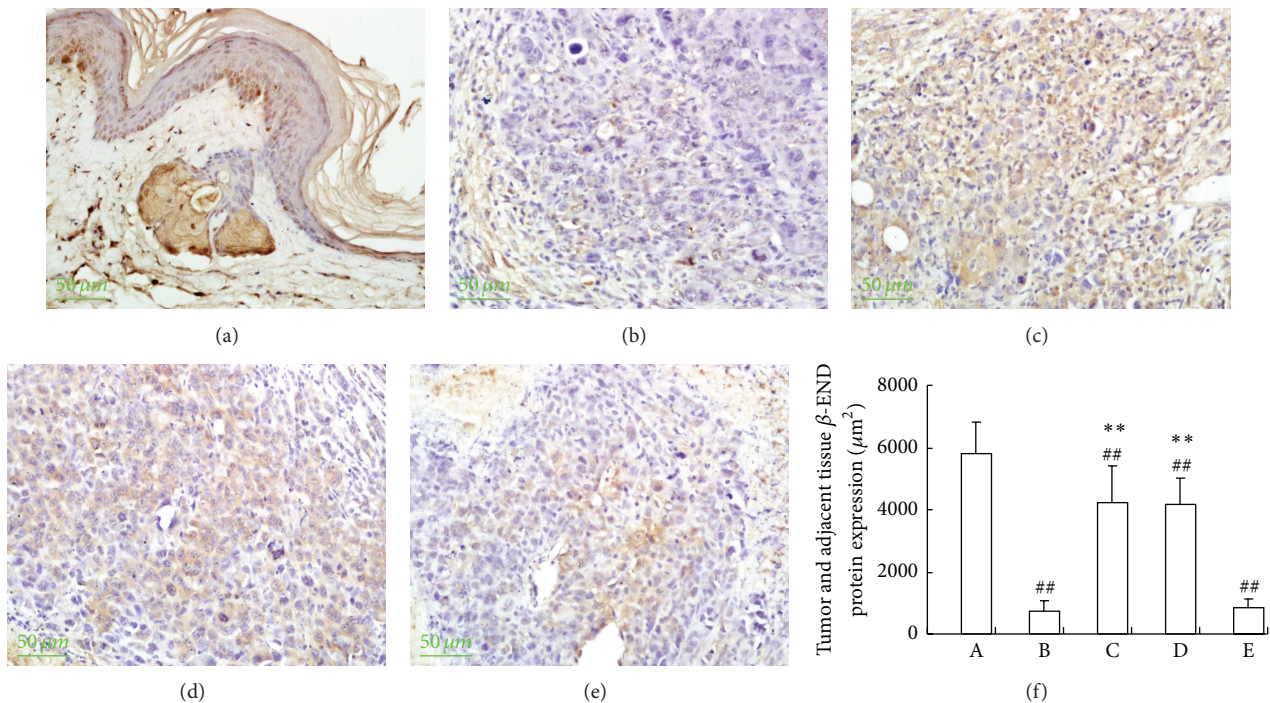 50 μm
50 μm
50 μm
(a)
(b)
(c)
50 μm
50 μm
(d)
(e)
Tumor and adjacent tissue β-END
protein expression (μm²)
8000
6000
4000
2000
0
##
**
##
**
##
##
A B C D E
(f)